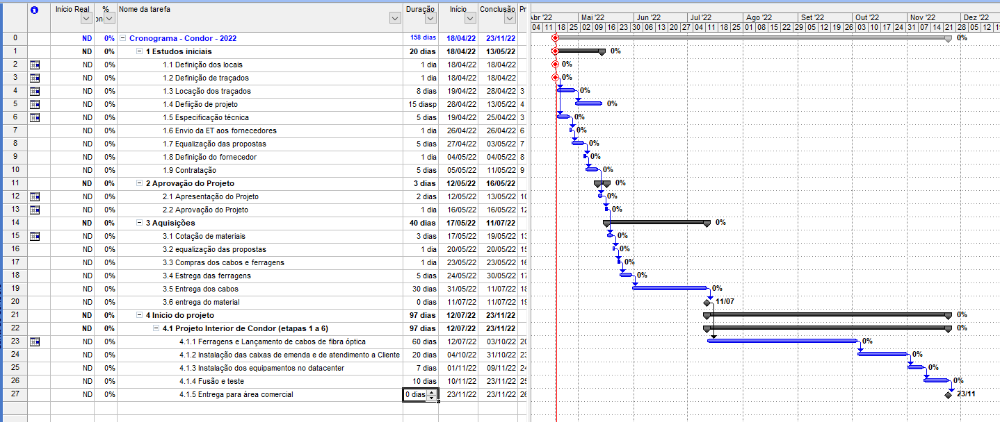 Início Real % Nome da tarefa Duração Início Conclusão Pr
Abr '22 Mai '22 Jun '22 Jul '22 Ago '22 Set '22 Out '22 Nov '22 Dez '22
04 11 18 25 02 09 16 23 30 06 13 20 27 04 11 18 25 01 08 15 22 29 05 12 19 26 03 10 17 24 31 07 14 21 28 05 12 19
0 ND 0% Cronograma - Condor - 2022 158 dias 18/04/22 23/11/22 0%
1 ND 0% 1 Estudos iniciais 20 dias 18/04/22 13/05/22 0%
2 ND 0% 1.1 Definição dos locais 1 dia 18/04/22 18/04/22 0%
3 ND 0% 1.2 Definição de traçados 1 dia 18/04/22 18/04/22 0%
4 ND 0% 1.3 Locação dos traçados 8 dias 19/04/22 28/04/22 3 0%
5 ND 0% 1.4 Defiição de projeto 15 diasp 28/04/22 13/05/22 4 0%
6 ND 0% 1.5 Especificação técnica 5 dias 19/04/22 25/04/22 3 0%
7 ND 0% 1.6 Envio da ET aos fornecedores 1 dia 26/04/22 26/04/22 6 0%
8 ND 0% 1.7 Equalização das propostas 5 dias 27/04/22 03/05/22 7 0%
9 ND 0% 1.8 Definição do fornecedor 1 dia 04/05/22 04/05/22 8 0%
10 ND 0% 1.9 Contratação 5 dias 05/05/22 11/05/22 9 0%
11 ND 0% 2 Aprovação do Projeto 3 dias 12/05/22 16/05/22 0%
12 ND 0% 2.1 Apresentação do Projeto 2 dias 12/05/22 13/05/22 10 0%
13 ND 0% 2.2 Aprovação do Projeto 1 dia 16/05/22 16/05/22 12 0%
14 ND 0% 3 Aquisições 40 dias 17/05/22 11/07/22 0%
15 ND 0% 3.1 Cotação de materiais 3 dias 17/05/22 19/05/22 13 0%
16 ND 0% 3.2 equalização das propostas 1 dia 20/05/22 20/05/22 15 0%
17 ND 0% 3.3 Compras dos cabos e ferragens 1 dia 23/05/22 23/05/22 16 0%
18 ND 0% 3.4 Estrega das ferragens 5 dias 24/05/22 30/05/22 17 0%
19 ND 0% 3.5 Entrega dos cabos 30 dias 31/05/22 11/07/22 18 0%
20 ND 0% 3.6 entrega do material 0 dias 11/07/22 11/07/22 19 11/07
21 ND 0% 4 Inicio do projeto 97 dias 12/07/22 23/11/22 0%
22 ND 0% 4.1 Projeto Interior de Condor (etapas 1 a 6) 97 dias 12/07/22 23/11/22 0%
23 ND 0% 4.1.1 Ferragens e Lançamento de cabos de fibra óptica 60 dias 12/07/22 03/10/22 20 0%
24 ND 0% 4.1.2 Instalação das caixas de emenda e de atendimento a Cliente 20 dias 04/10/22 31/10/22 23 0%
25 ND 0% 4.1.3 Instalação dos equipamentos no datacenter 7 dias 01/11/22 09/11/22 24 0%
26 ND 0% 4.1.4 Fusão e teste 10 dias 10/11/22 23/11/22 25 0%
27 ND 0% 4.1.5 Entrega para área comercial 0 dias 23/11/22 23/11/22 26 23/11